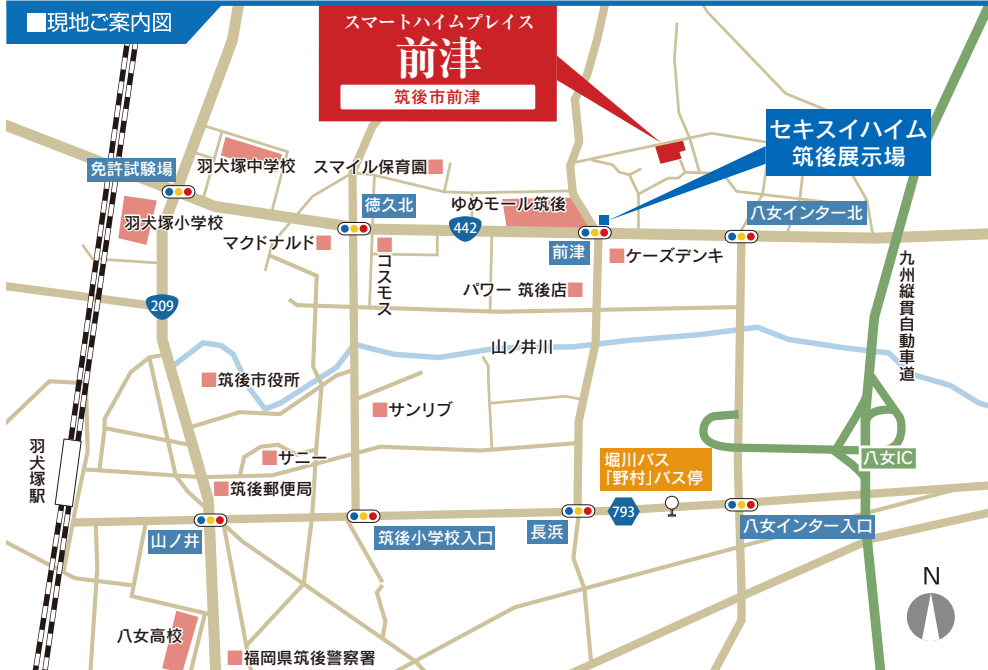 ■現地ご案内図
スマートハイムプレイス
前津
筑後市前津
セキスイハイム
筑後展示場
免許試験場
羽犬塚中学校
スマイル保育園
羽犬塚小学校
徳久北
ゆめモール筑後
八女インター北
442
マクドナルド
前津
ケーズデンキ
コスモス
パワー 筑後店
九州縦貫自動車道
209
山ノ井川
筑後市役所
サンリブ
羽犬塚駅
サニー
堀川バス
「野村」バス停
八女IC
筑後郵便局
793
山ノ井
筑後小学校入口
長浜
八女インター入口
N
八女高校
福岡県筑後警察署